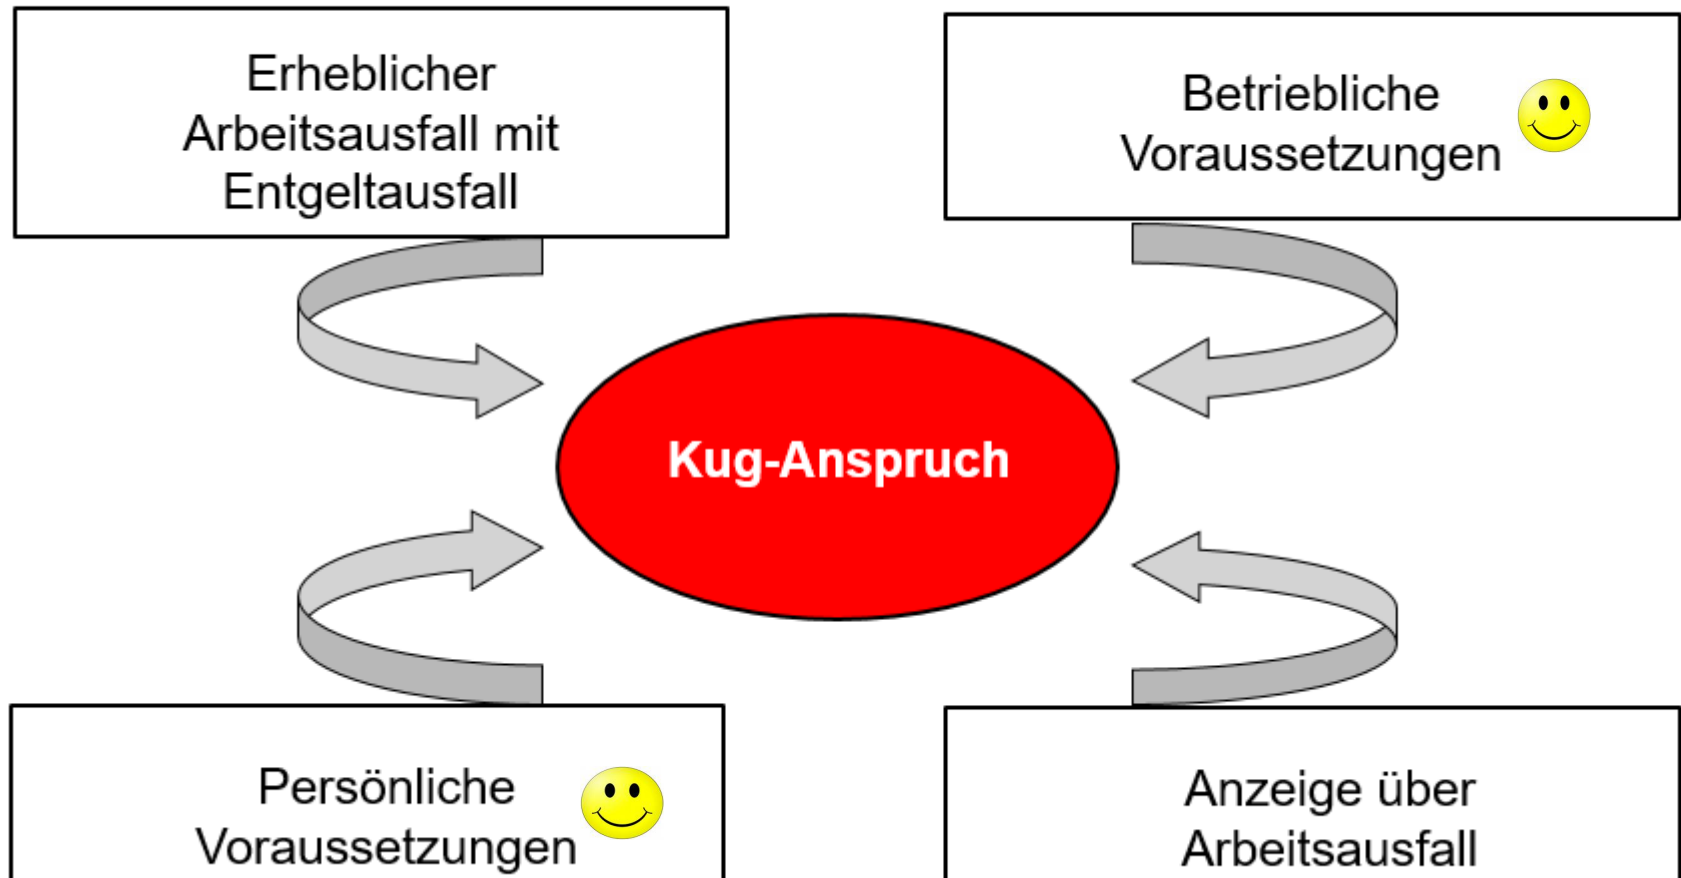 Erheblicher
Arbeitsausfall mit
Entgeltausfall
Betriebliche
Voraussetzungen
Kug-Anspruch
Persönliche
Voraussetzungen
Anzeige über
Arbeitsausfall